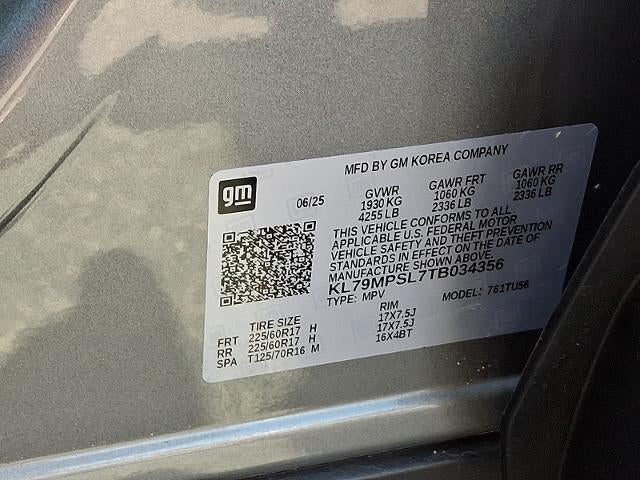 MFD BY GM KOREA COMPANY
gm
06/25
GVWR GAWR FRT GAWR RR
1930 KG 1060 KG 1060 KG
4255 LB 2336 LB 2336 LB
THIS VEHICLE CONFORMS TO ALL
APPLICABLE U.S. FEDERAL MOTOR
VEHICLE SAFETY AND THEFT PREVENTION
STANDARDS IN EFFECT ON THE DATE OF
MANUFACTURE SHOWN ABOVE.
KL79MPSL7TB034356
TYPE: MPV MODEL: 761TU56
TIRE SIZE RIM
FRT 225/60R17 H 17X7.5J
RR 225/60R17 H 17X7.5J
SPA T125/70R16 M 16X4BT